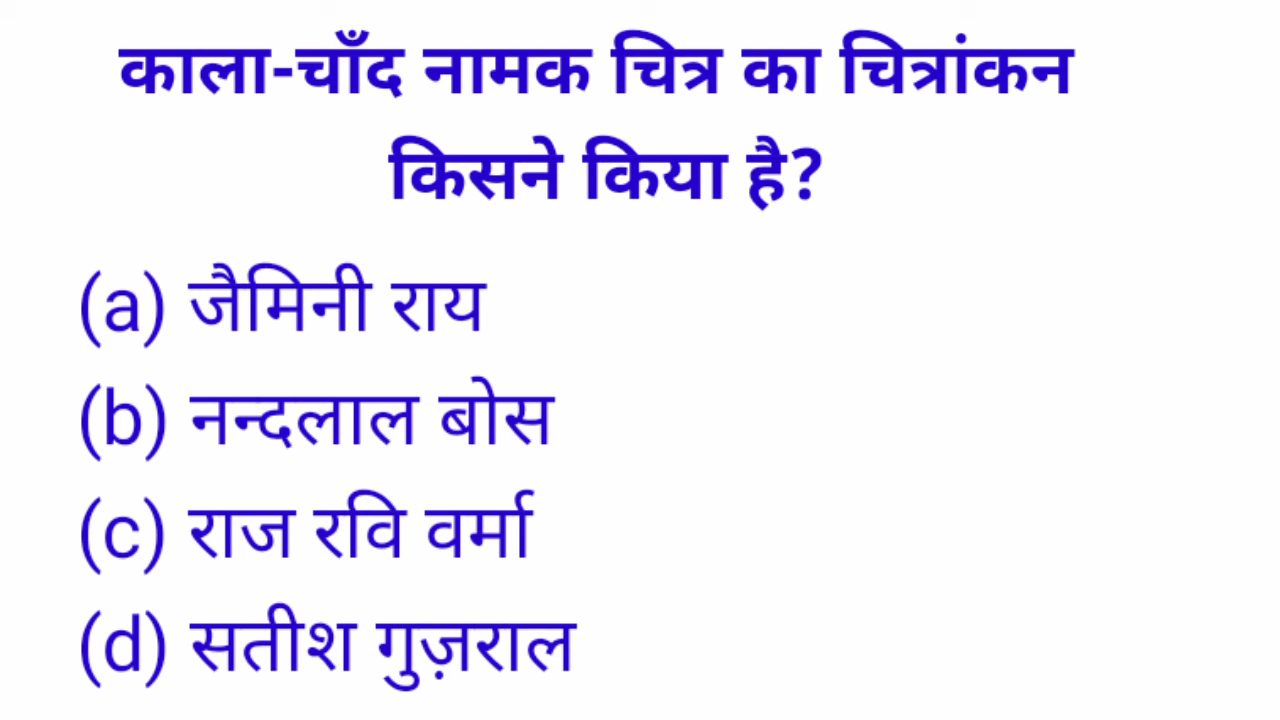 काला-चाँद नामक चित्र का चित्रांकन
किसने किया है?
(a) जैमिनी राय
(b) नन्दलाल बोस
(c) राज रवि वर्मा
(d) सतीश गुज़राल